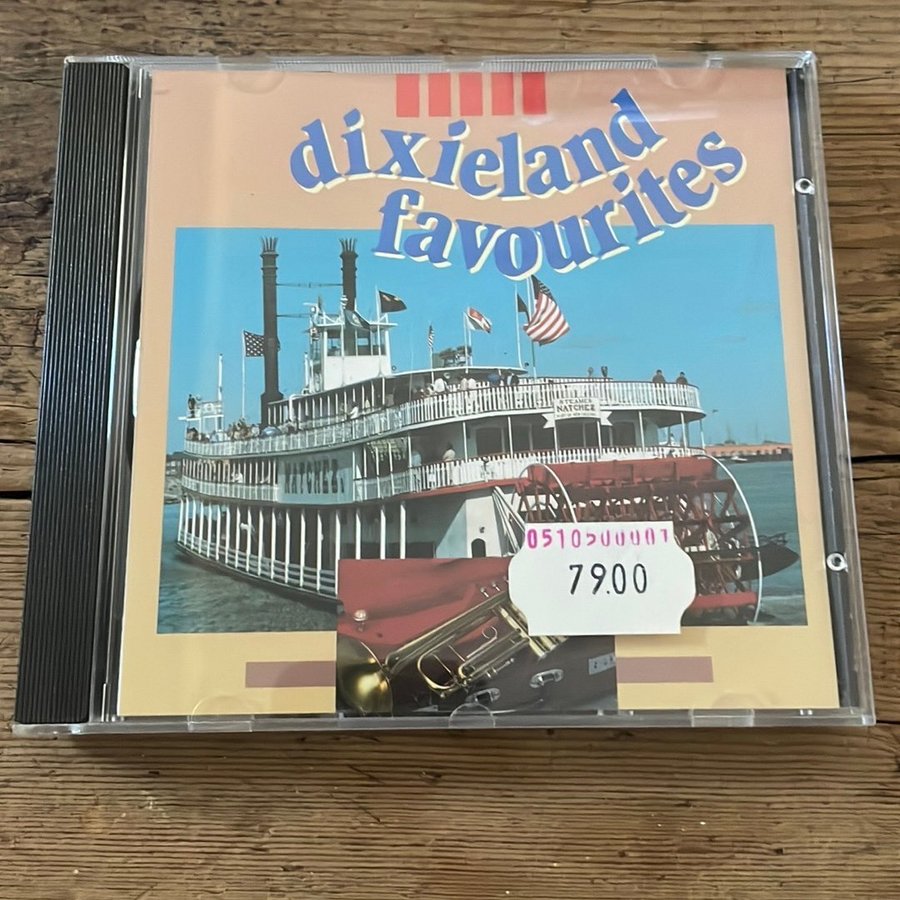 dixieland
favourites
STEAMER
NATCHEZ
NATCHEZ
0510500001
79.00